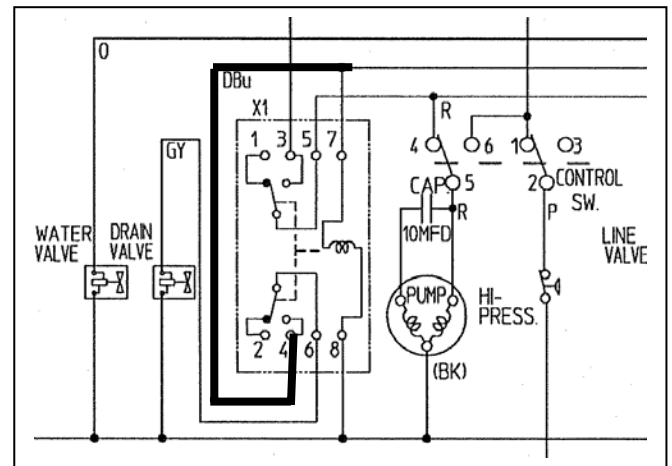 O
DBu
X1
1 3 5 7
GY
R
4 6 1 3
CAP. 5 2 CONTROL SW.
10MFD R P
WATER VALVE
DRAIN VALVE
LINE VALVE
PUMP
HI-PRESS.
2 4 6 8
(BK)